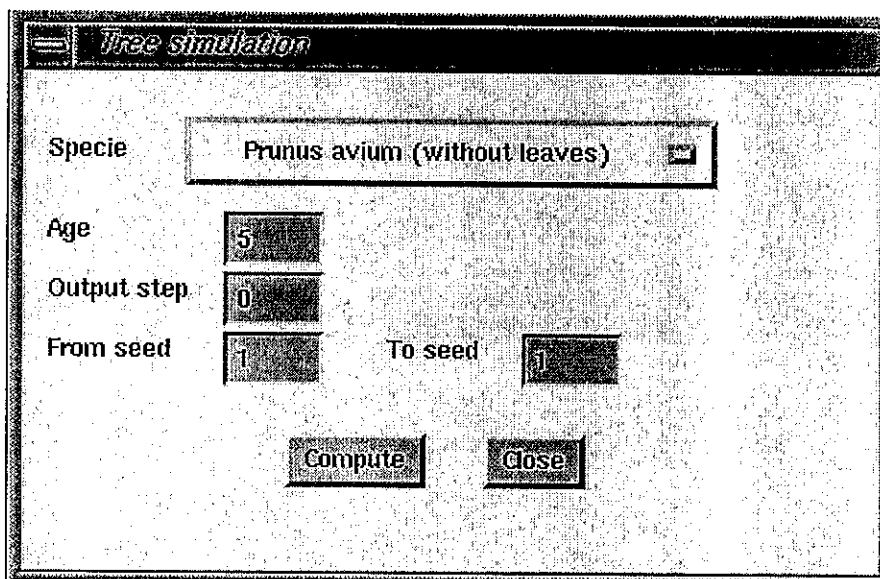 Tree simulation
Specie Prunus avium (without leaves)
Age 5
Output step 0
From seed 1 To seed 1
Compute Close